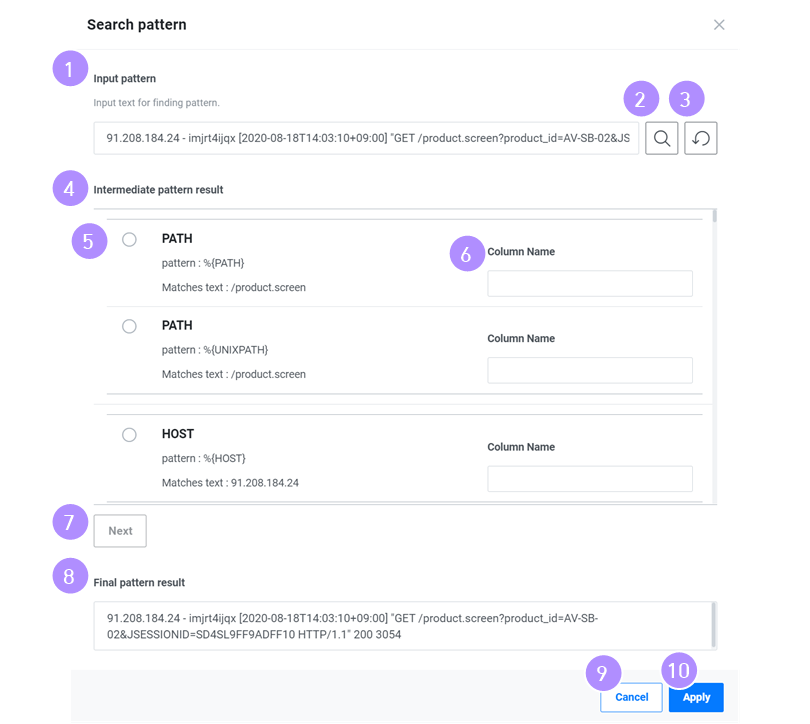 Search pattern
1
Input pattern
Input text for finding pattern.
2
3
91.208.184.24 - imjrt4ijqx [2020-08-18T14:03:10+09:00] "GET /product.screen?product_id=AV-SB-02&JS
4
Intermediate pattern result
5
PATH
pattern : %{PATH}
Matches text : /product.screen
6
Column Name
PATH
pattern : %{UNIXPATH}
Matches text : /product.screen
Column Name
HOST
pattern : %{HOST}
Matches text : 91.208.184.24
Column Name
7
Next
8
Final pattern result
91.208.184.24 - imjrt4ijqx [2020-08-18T14:03:10+09:00] "GET /product.screen?product_id=AV-SB-
02&JSESSIONID=SD4SL9FF9ADFF10 HTTP/1.1" 200 3054
9
10
Cancel
Apply